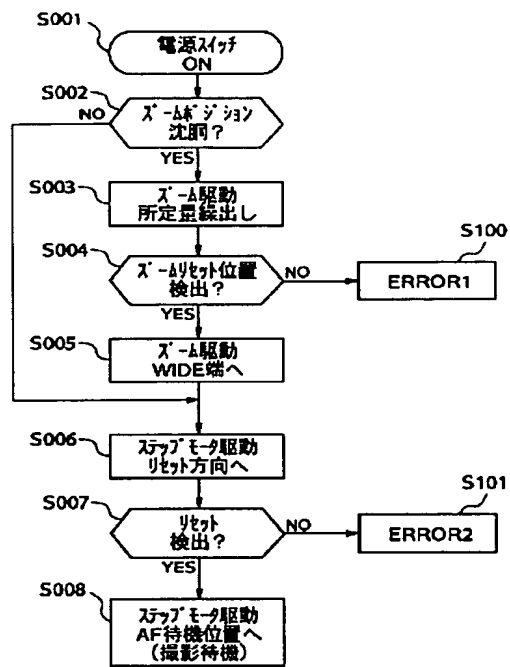 S001
電源スイッチ
ON
S002
NO
ズームポジション
沈胴?
YES
S003
ズーム駆動
所定量繰出し
S004
ズームリセット位置
検出?
NO
S100
ERROR1
YES
S005
ズーム駆動
WIDE端へ
S006
ステップモータ駆動
リセット方向へ
S007
リセット
検出?
NO
S101
ERROR2
YES
S008
ステップモータ駆動
AF待機位置へ
(撮影待機)